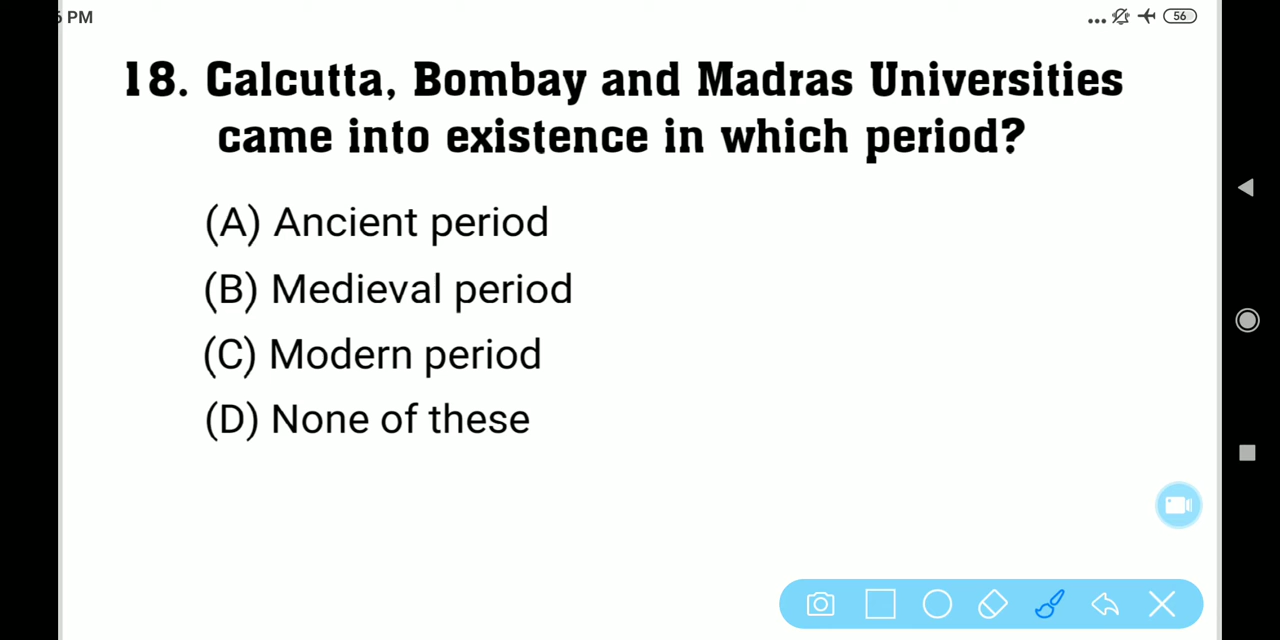 PM
56
18. Calcutta, Bombay and Madras Universities
came into existence in which period?
(A) Ancient period
(B) Medieval period
(C) Modern period
(D) None of these